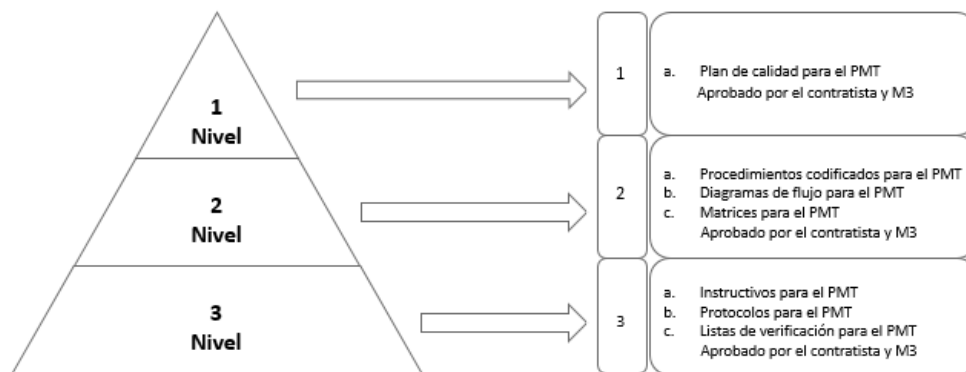 1
Nivel
2
Nivel
3
Nivel
1
a. Plan de calidad para el PMT
Aprobado por el contratista y M3
2
a. Procedimientos codificados para el PMT
b. Diagramas de flujo para el PMT
c. Matrices para el PMT
Aprobado por el contratista y M3
3
a. Instructivos para el PMT
b. Protocolos para el PMT
c. Listas de verificación para el PMT
Aprobado por el contratista y M3